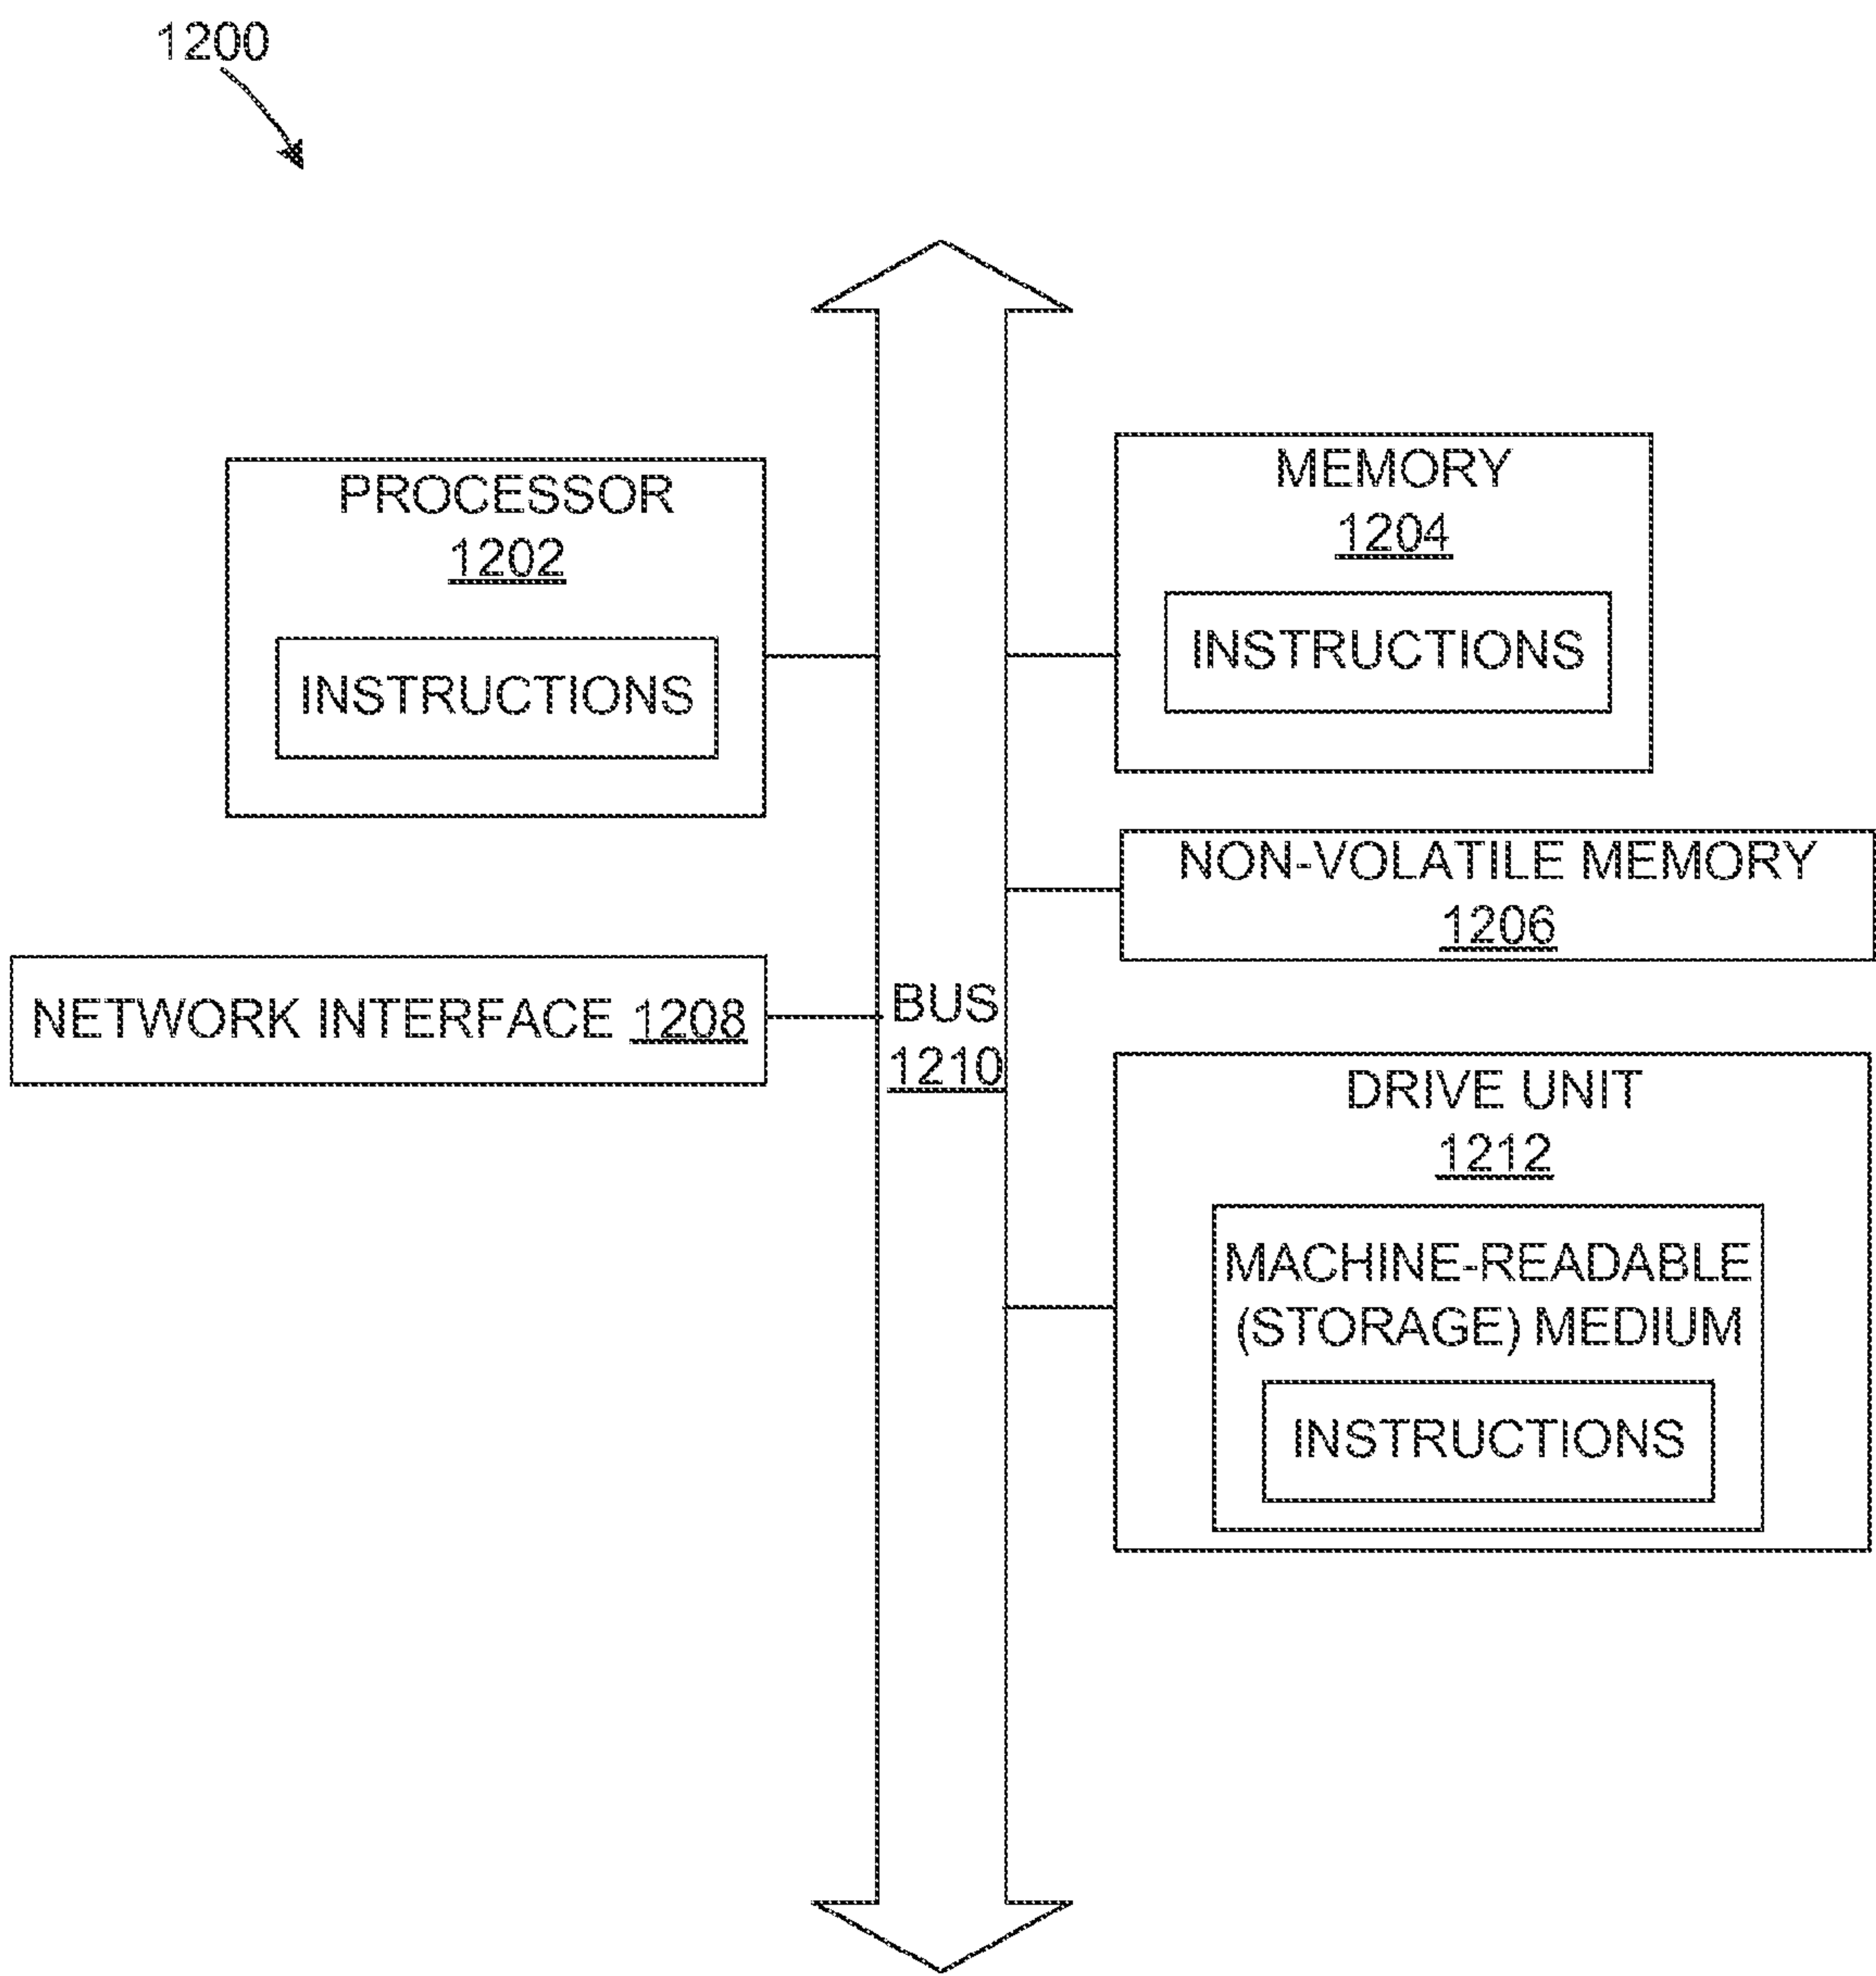 1200
PROCESSOR
1202
INSTRUCTIONS
MEMORY
1204
INSTRUCTIONS
NON-VOLATILE MEMORY
1206
NETWORK INTERFACE 1208
BUS
1210
DRIVE UNIT
1212
MACHINE-READABLE
(STORAGE) MEDIUM
INSTRUCTIONS